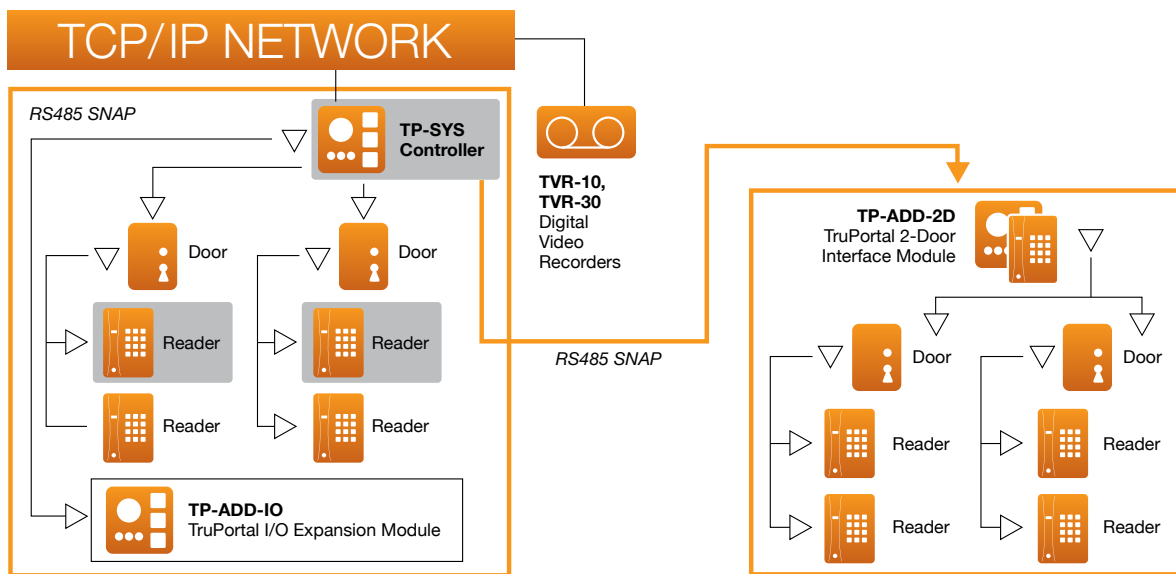 TCP/IP NETWORK
RS485 SNAP
TP-SYS
Controller
Door
Door
Reader
Reader
Reader
Reader
TP-ADD-IO
TruPortal I/O Expansion Module
TVR-10,
TVR-30
Digital
Video
Recorders
RS485 SNAP
TP-ADD-2D
TruPortal 2-Door
Interface Module
Door
Door
Reader
Reader
Reader
Reader